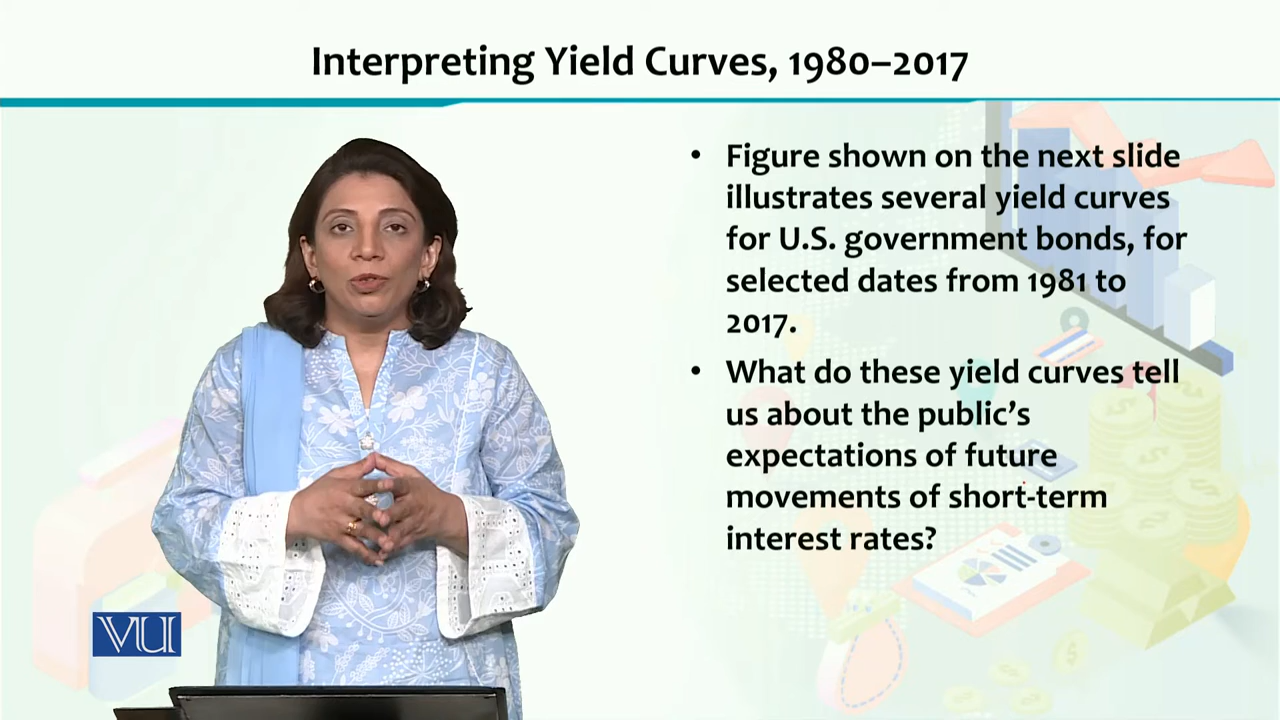 Interpreting Yield Curves, 1980–2017
• Figure shown on the next slide
illustrates several yield curves
for U.S. government bonds, for
selected dates from 1981 to
2017.
• What do these yield curves tell
us about the public’s
expectations of future
movements of short-term
interest rates?
VU